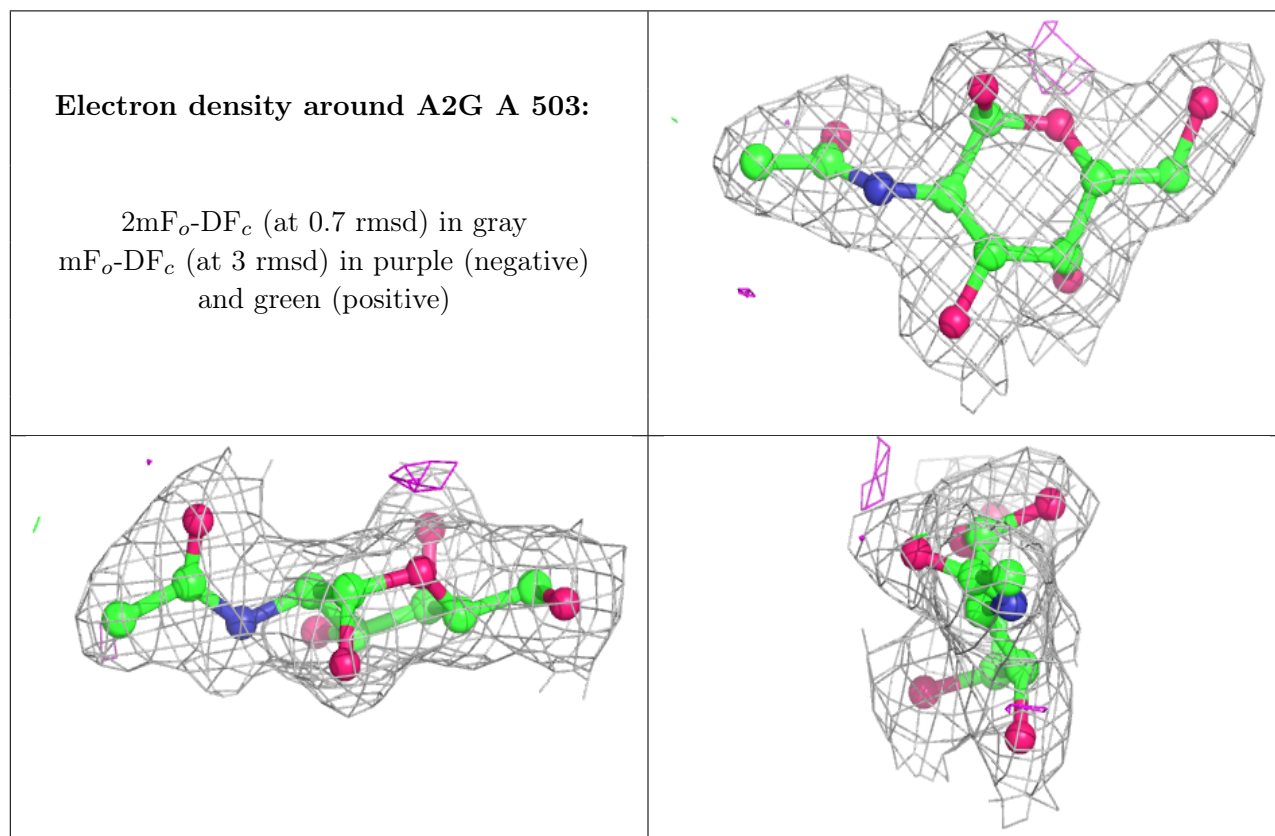 Electron density around A2G A 503:
2mFo-DFc (at 0.7 rmsd) in gray
mFo-DFc (at 3 rmsd) in purple (negative)
and green (positive)